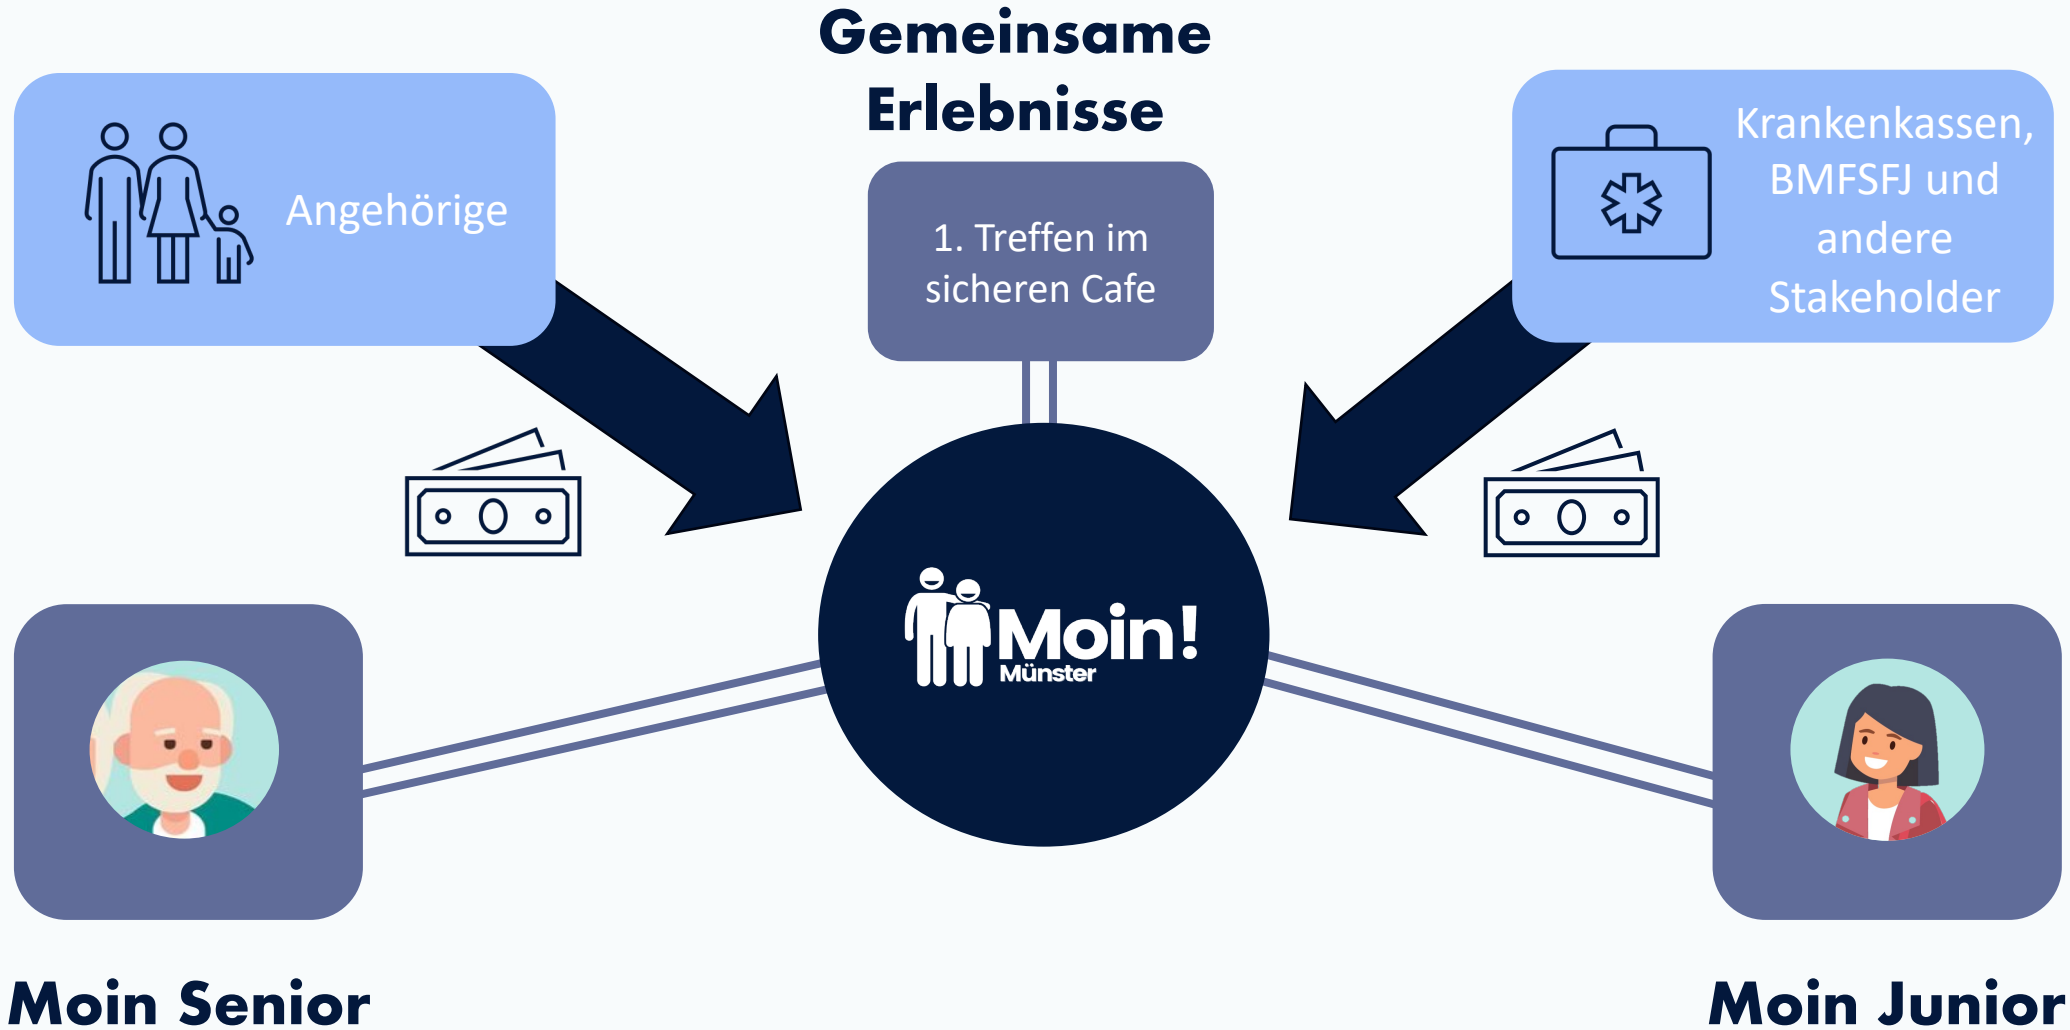 Gemeinsame
Erlebnisse
Angehörige
1. Treffen im
sicheren Cafe
Krankenkassen,
BMFSFJ und
andere
Stakeholder
Moin!
Münster
Moin Senior
Moin Junior